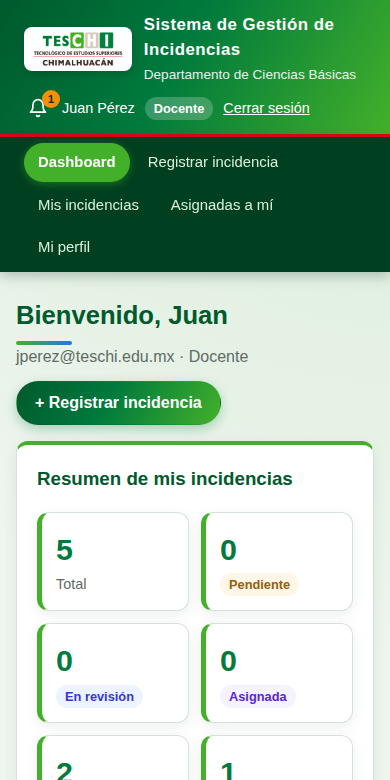 TESCHI
TECNOLÓGICO DE ESTUDIOS SUPERIORES
CHIMALHUACÁN
Sistema de Gestión de
Incidencias
Departamento de Ciencias Básicas
1
Juan Pérez
Docente
Cerrar sesión
Dashboard
Registrar incidencia
Mis incidencias
Asignadas a mí
Mi perfil
Bienvenido, Juan
jperez@teschi.edu.mx · Docente
+ Registrar incidencia
Resumen de mis incidencias
5
Total
0
Pendiente
0
En revisión
0
Asignada
2
1